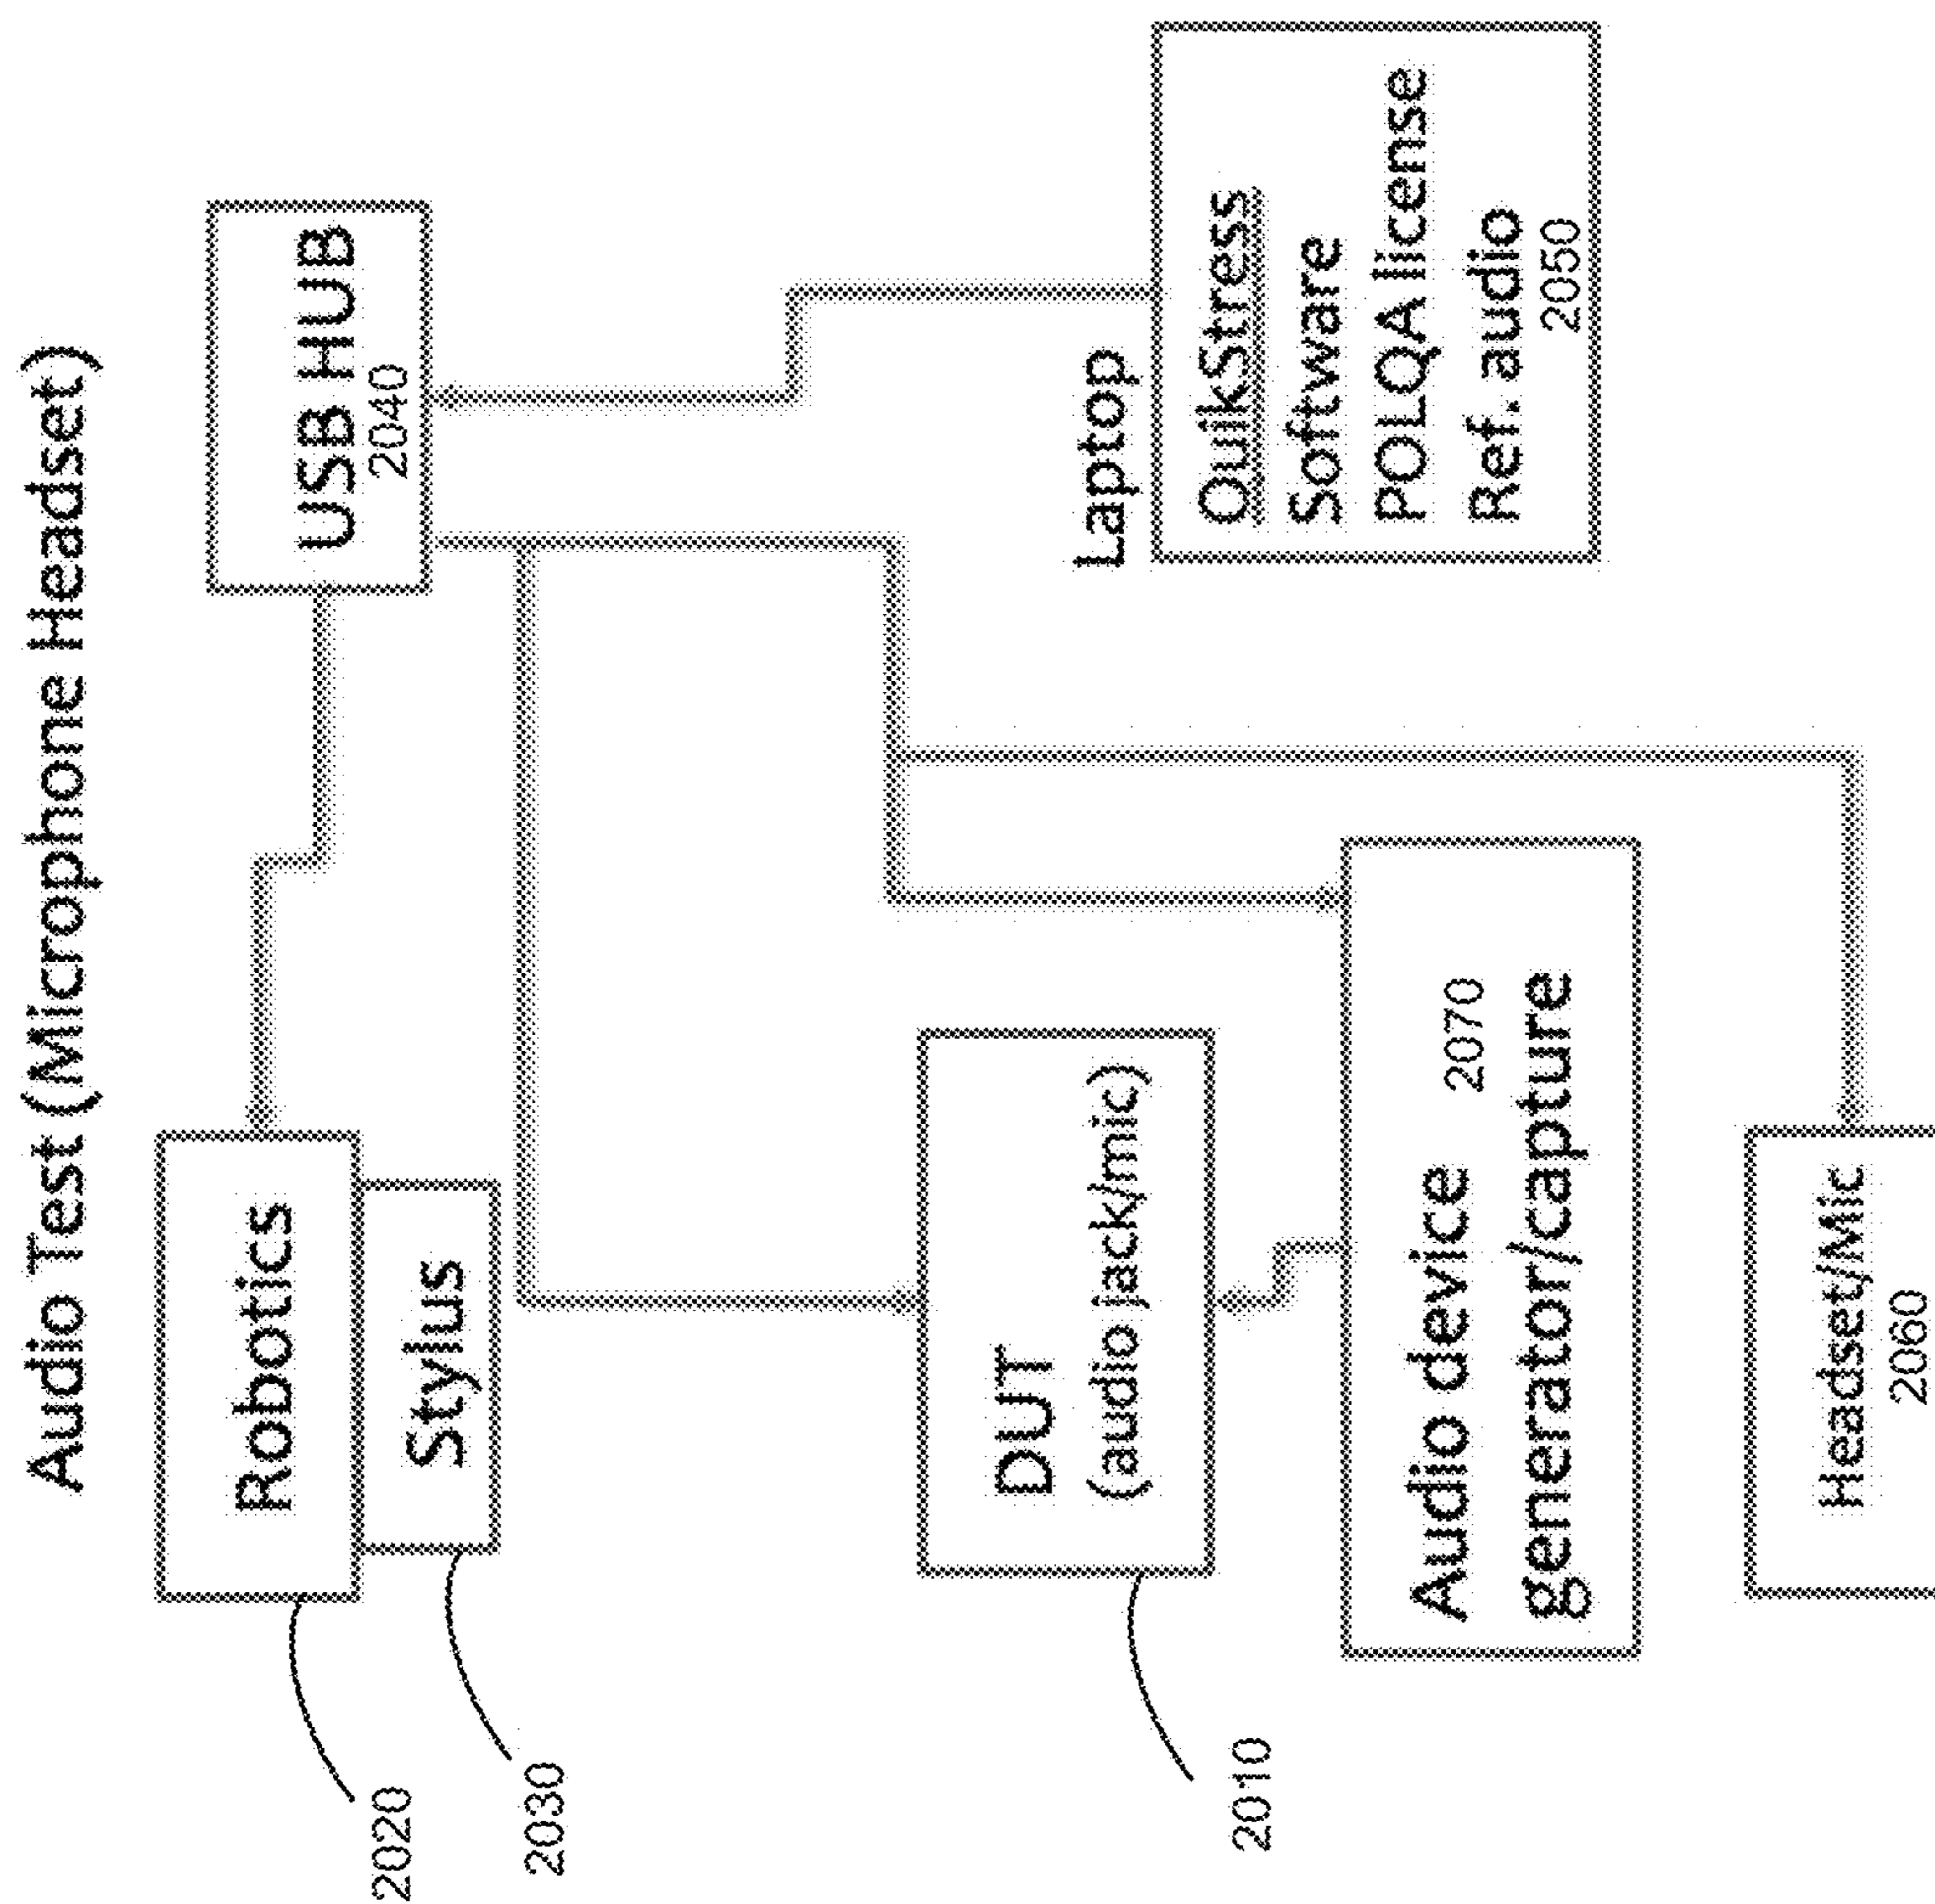 Audio Test (Microphone Headset)
Robotics
2020
Stylus
2030
USB HUB
2040
DUT
(audio jack/mic)
2010
Laptop
QuikStress
Software
POLQA license
Ref. audio
2050
Audio device 2070
generator/capture
Headset/Mic
2060